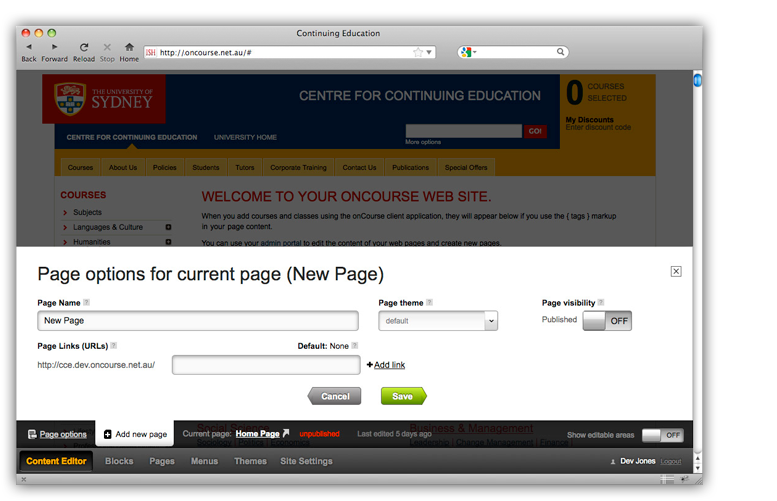 Continuing Education
Back Forward Reload Stop Home
ISH http://oncourse.net.au/#
THE UNIVERSITY OF
SYDNEY
CENTRE FOR CONTINUING EDUCATION
0 COURSES
SELECTED
My Discounts
Enter discount code
CENTRE FOR CONTINUING EDUCATION UNIVERSITY HOME
GO!
More options
Courses About Us Policies Students Tutors Corporate Training Contact Us Publications Special Offers
COURSES
Subjects
Languages & Culture
Humanities
WELCOME TO YOUR ONCOURSE WEB SITE.
When you add courses and classes using the onCourse client application, they will appear below if you use the { tags } markup
in your page content.
You can use your admin portal to edit the content of your web pages and create new pages.
Page options for current page (New Page)
Page Name ?
New Page
Page theme ?
default
Page visibility ?
Published OFF
Page Links (URLs) ? Default: None ?
http://cce.dev.oncourse.net.au/
Add link
Cancel Save
Social Science
Business & Management
Leadership | Change Management | Finance
Page options Add new page Current page: Home Page unpublished Last edited 5 days ago Show editable areas OFF
Content Editor Blocks Pages Menus Themes Site Settings Dev Jones Logout